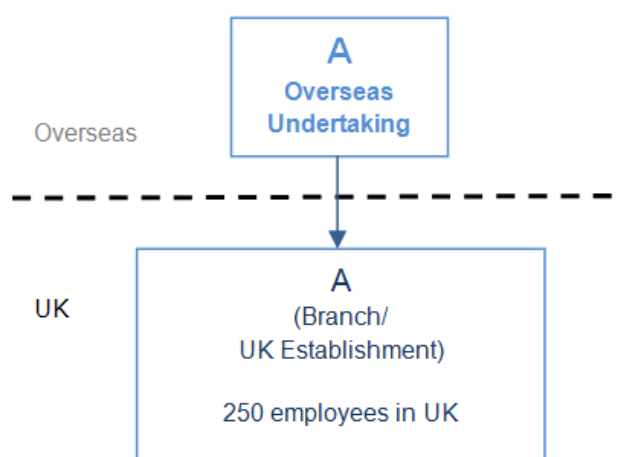 A
Overseas
Undertaking
Overseas
UK
A
(Branch/
UK Establishment)
250 employees in UK